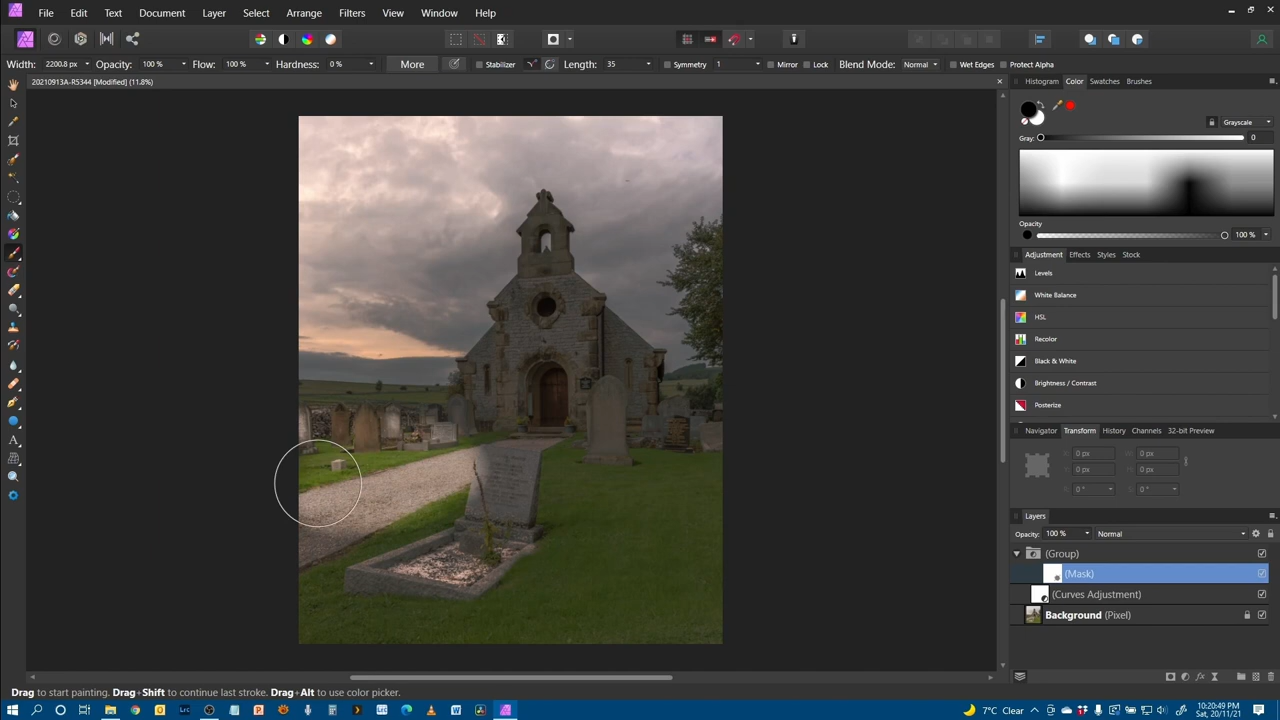 File Edit Text Document Layer Select Arrange Filters View Window Help
Width: 2200.8 px Opacity: 100 % Flow: 100 % Hardness: 0 % More Stabilizer Length: 35 Symmetry 1 Mirror Lock Blend Mode: Normal Wet Edges Protect Alpha
20210913A-R5344 [Modified] (11.8%)
Histogram Color Swatches Brushes
Grayscale
Gray: 0
Opacity
100 %
Adjustment Effects Styles Stock
Levels
White Balance
HSL
Recolor
Black & White
Brightness / Contrast
Posterize
Navigator Transform History Channels 32-bit Preview
0 px 0 px
0 px 0 px
0 ° 0 °
Layers
Opacity: 100 % Normal
(Group)
(Mask)
(Curves Adjustment)
Background (Pixel)
Drag to start painting. Drag+Shift to continue last stroke. Drag+Alt to use color picker.
7°C Clear
10:20:49 PM
Sat, 20/11/21